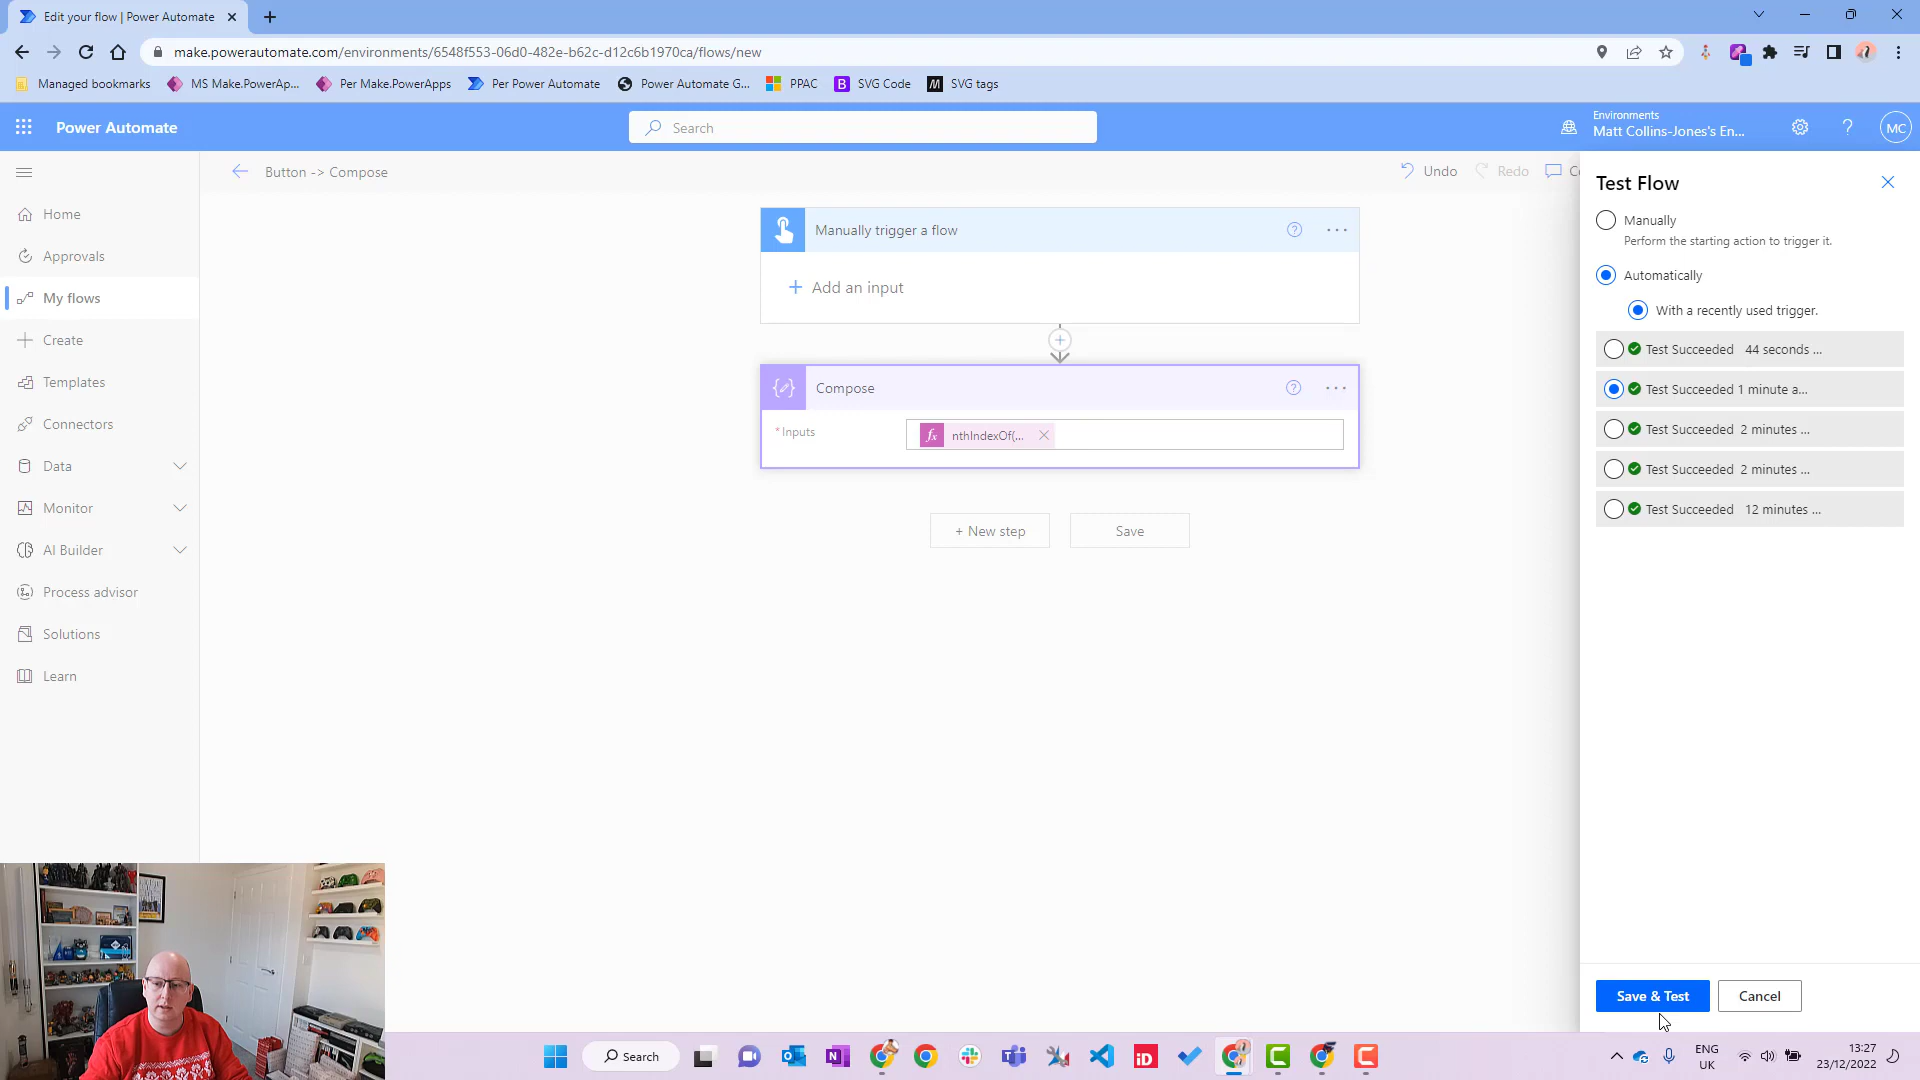 Edit your flow | Power Automate
make.powerautomate.com/environments/6548f553-06d0-482e-b62c-d12c6b1970ca/flows/new
Managed bookmarks
MS Make.PowerAp...
Per Make.PowerApps
Per Power Automate
Power Automate G...
PPAC
SVG Code
SVG tags
Power Automate
Search
Environments
Matt Collins-Jones's En...
?
MC
Button -> Compose
Undo
Redo
Home
Approvals
My flows
Create
Templates
Connectors
Data
Monitor
AI Builder
Process advisor
Solutions
Learn
Manually trigger a flow
Add an input
Compose
* Inputs
fx nthIndexOf(...
+ New step
Save
Test Flow
Manually
Perform the starting action to trigger it.
Automatically
With a recently used trigger.
Test Succeeded 44 seconds ...
Test Succeeded 1 minute a...
Test Succeeded 2 minutes ...
Test Succeeded 2 minutes ...
Test Succeeded 12 minutes ...
Save & Test
Cancel
Search
ENG
UK
13:27
23/12/2022